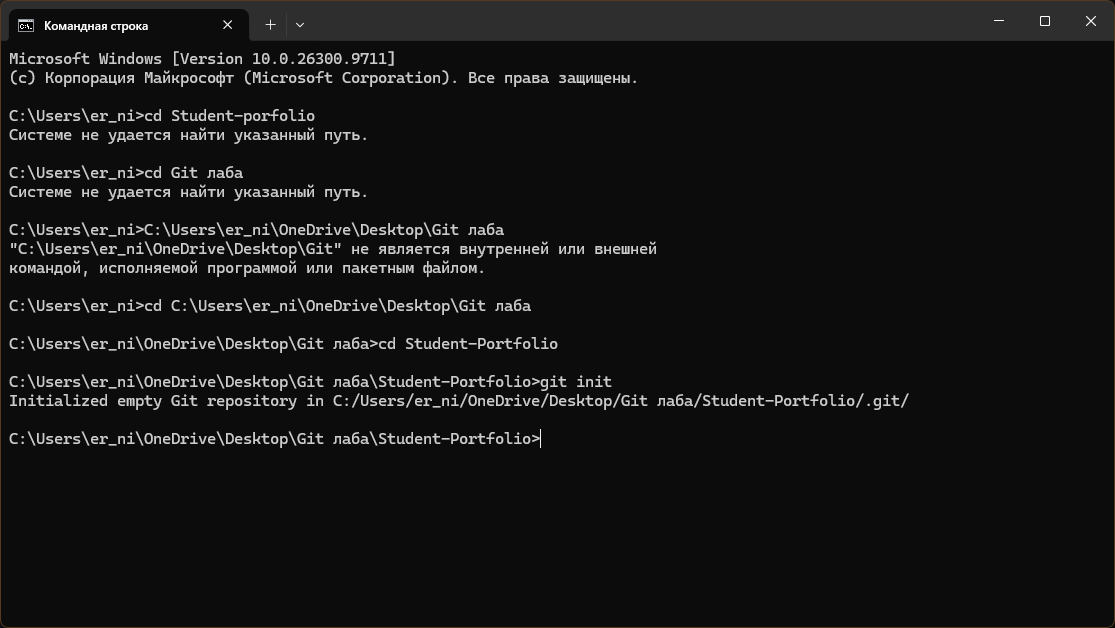 Командная строка
Microsoft Windows [Version 10.0.26300.9711]
(c) Корпорация Майкрософт (Microsoft Corporation). Все права защищены.
C:\Users\er_ni>cd Student-porfolio
Системе не удается найти указанный путь.
C:\Users\er_ni>cd Git лаба
Системе не удается найти указанный путь.
C:\Users\er_ni>C:\Users\er_ni\OneDrive\Desktop\Git лаба
"C:\Users\er_ni\OneDrive\Desktop\Git" не является внутренней или внешней
командой, исполняемой программой или пакетным файлом.
C:\Users\er_ni>cd C:\Users\er_ni\OneDrive\Desktop\Git лаба
C:\Users\er_ni\OneDrive\Desktop\Git лаба>cd Student-Portfolio
C:\Users\er_ni\OneDrive\Desktop\Git лаба\Student-Portfolio>git init
Initialized empty Git repository in C:/Users/er_ni/OneDrive/Desktop/Git лаба/Student-Portfolio/.git/
C:\Users\er_ni\OneDrive\Desktop\Git лаба\Student-Portfolio>